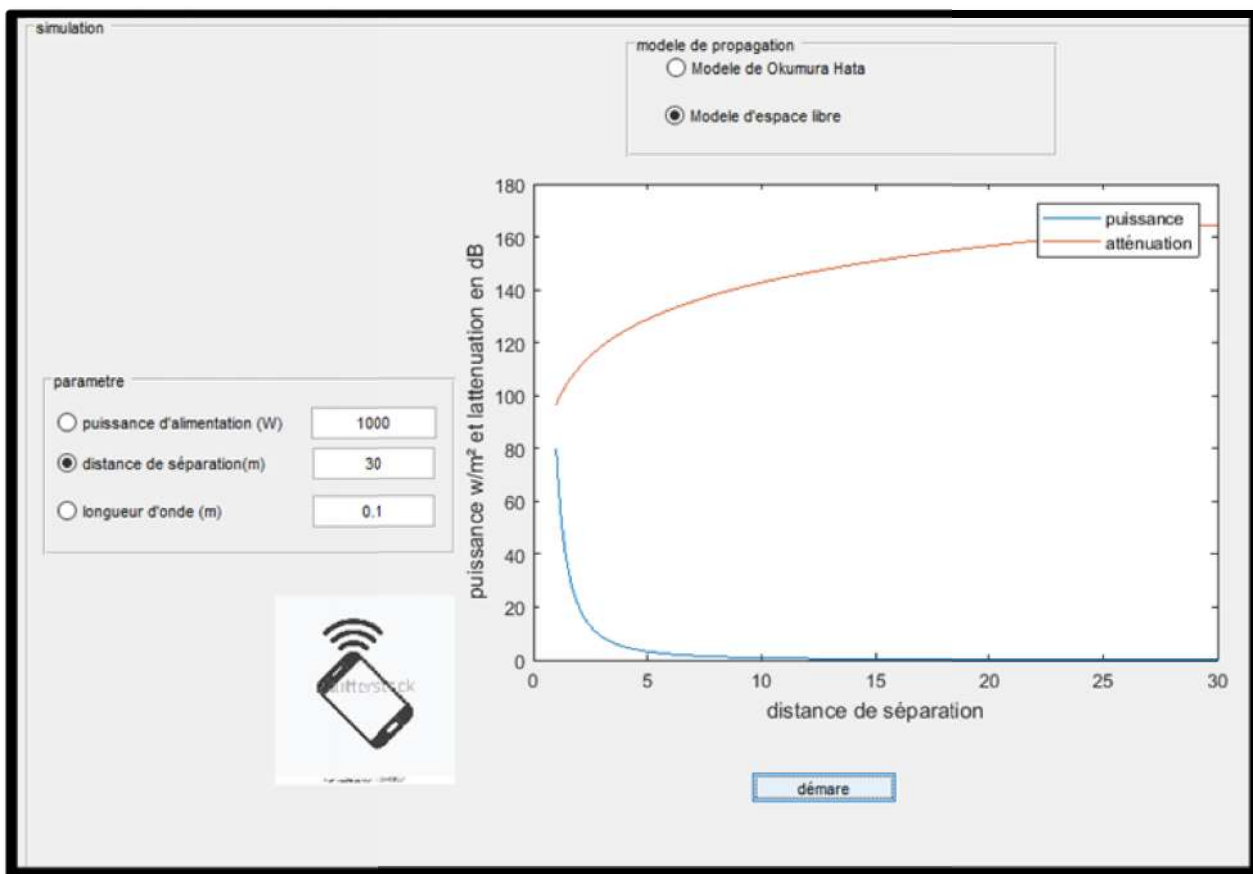 simulation
modele de propagation
Modele de Okumura Hata
Modele d'espace libre
180
160
140
120
100
80
60
40
20
0
puissance w/m² et lattenuation en dB
puissance
atténuation
0 5 10 15 20 25 30
distance de séparation
parametre
puissance d'alimentation (W) 1000
distance de séparation(m) 30
longueur d'onde (m) 0.1
démare